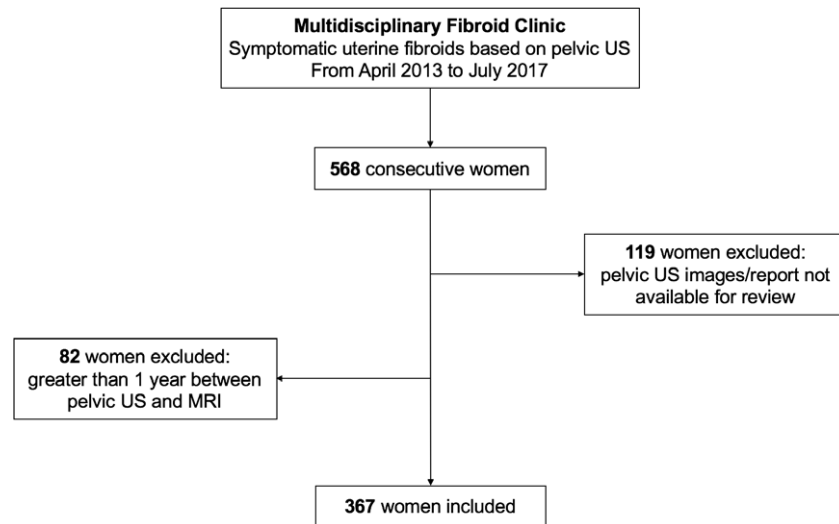 Multidisciplinary Fibroid Clinic
Symptomatic uterine fibroids based on pelvic US
From April 2013 to July 2017
568 consecutive women
119 women excluded:
pelvic US images/report not
available for review
82 women excluded:
greater than 1 year between
pelvic US and MRI
367 women included